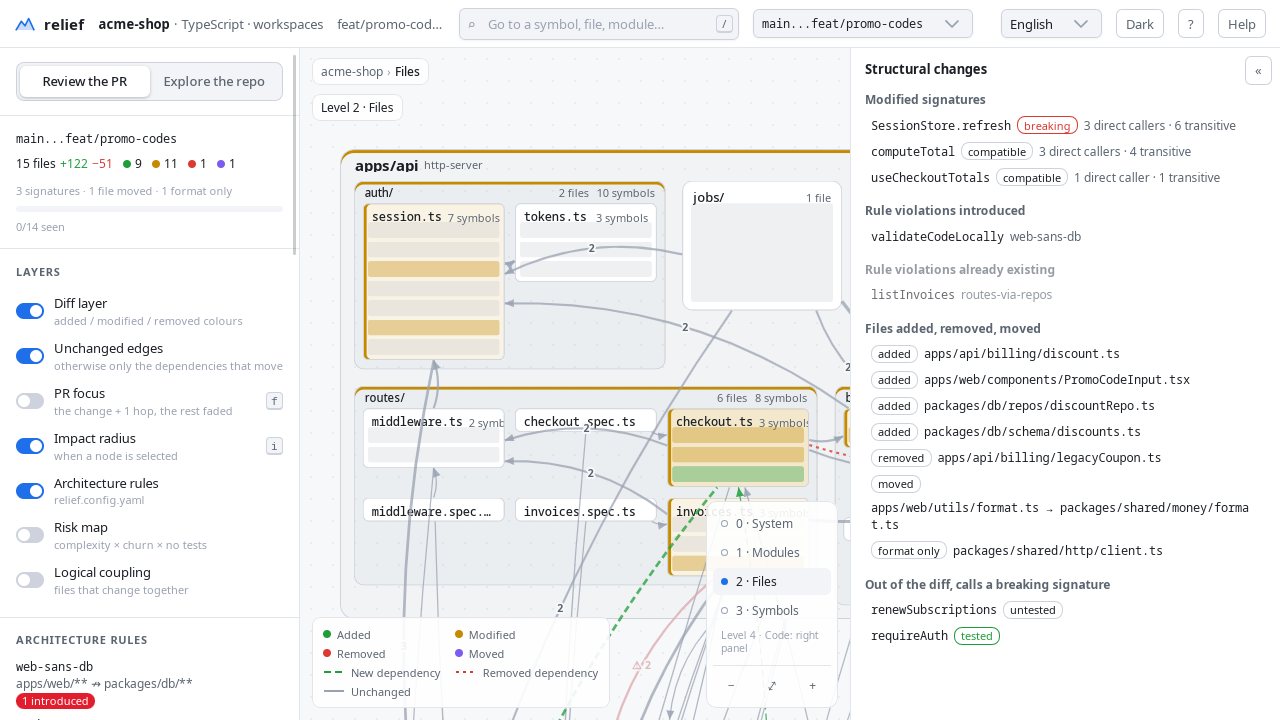 relief
acme-shop · TypeScript · workspaces feat/promo-cod…
Go to a symbol, file, module… /
main...feat/promo-codes
English
Dark
?
Help
Review the PR
Explore the repo
main...feat/promo-codes
15 files +122 −51 9 11 1 1
3 signatures · 1 file moved · 1 format only
0/14 seen
LAYERS
Diff layer
added / modified / removed colours
Unchanged edges
otherwise only the dependencies that move
PR focus
the change + 1 hop, the rest faded
f
Impact radius
when a node is selected
i
Architecture rules
relief.config.yaml
Risk map
complexity × churn × no tests
Logical coupling
files that change together
ARCHITECTURE RULES
web-sans-db
apps/web/** ↛ packages/db/**
1 introduced
acme-shop › Files
Level 2 · Files
apps/api http-server
auth/ 2 files 10 symbols
session.ts 7 symbols
tokens.ts 3 symbols
jobs/ 1 file
2
2
2
routes/ 6 files 8 symbols
middleware.ts 2 symb
checkout.spec.ts
checkout.ts 3 symbols
2
2
middleware.spec.…
invoices.spec.ts
invoices.ts 3 symbols
2
2
Added
Modified
Removed
Moved
New dependency
Removed dependency
Unchanged
0 · System
1 · Modules
2 · Files
3 · Symbols
Level 4 · Code: right
panel
− ⤢ +
Structural changes
«
Modified signatures
SessionStore.refresh breaking 3 direct callers · 6 transitive
computeTotal compatible 3 direct callers · 4 transitive
useCheckoutTotals compatible 1 direct caller · 1 transitive
Rule violations introduced
validateCodeLocally web-sans-db
Rule violations already existing
listInvoices routes-via-repos
Files added, removed, moved
added apps/api/billing/discount.ts
added apps/web/components/PromoCodeInput.tsx
added packages/db/repos/discountRepo.ts
added packages/db/schema/discounts.ts
removed apps/api/billing/legacyCoupon.ts
moved
apps/web/utils/format.ts → packages/shared/money/forma
t.ts
format only packages/shared/http/client.ts
Out of the diff, calls a breaking signature
renewSubscriptions untested
requireAuth tested